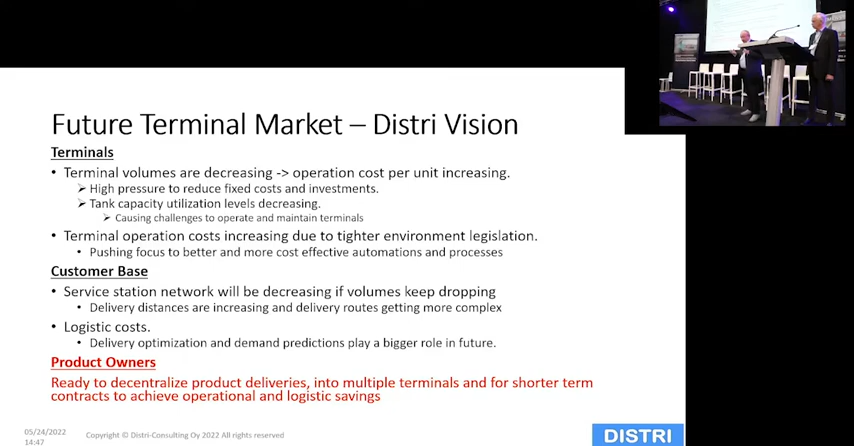 Future Terminal Market – Distri Vision
Terminals
• Terminal volumes are decreasing -> operation cost per unit increasing.
➢ High pressure to reduce fixed costs and investments.
➢ Tank capacity utilization levels decreasing.
➢ Causing challenges to operate and maintain terminals
• Terminal operation costs increasing due to tighter environment legislation.
• Pushing focus to better and more cost effective automations and processes
Customer Base
• Service station network will be decreasing if volumes keep dropping
• Delivery distances are increasing and delivery routes getting more complex
• Logistic costs.
• Delivery optimization and demand predictions play a bigger role in future.
Product Owners
Ready to decentralize product deliveries, into multiple terminals and for shorter term
contracts to achieve operational and logistic savings
05/24/2022
14:47
Copyright © Distri-Consulting Oy 2022 All rights reserved
DISTRI